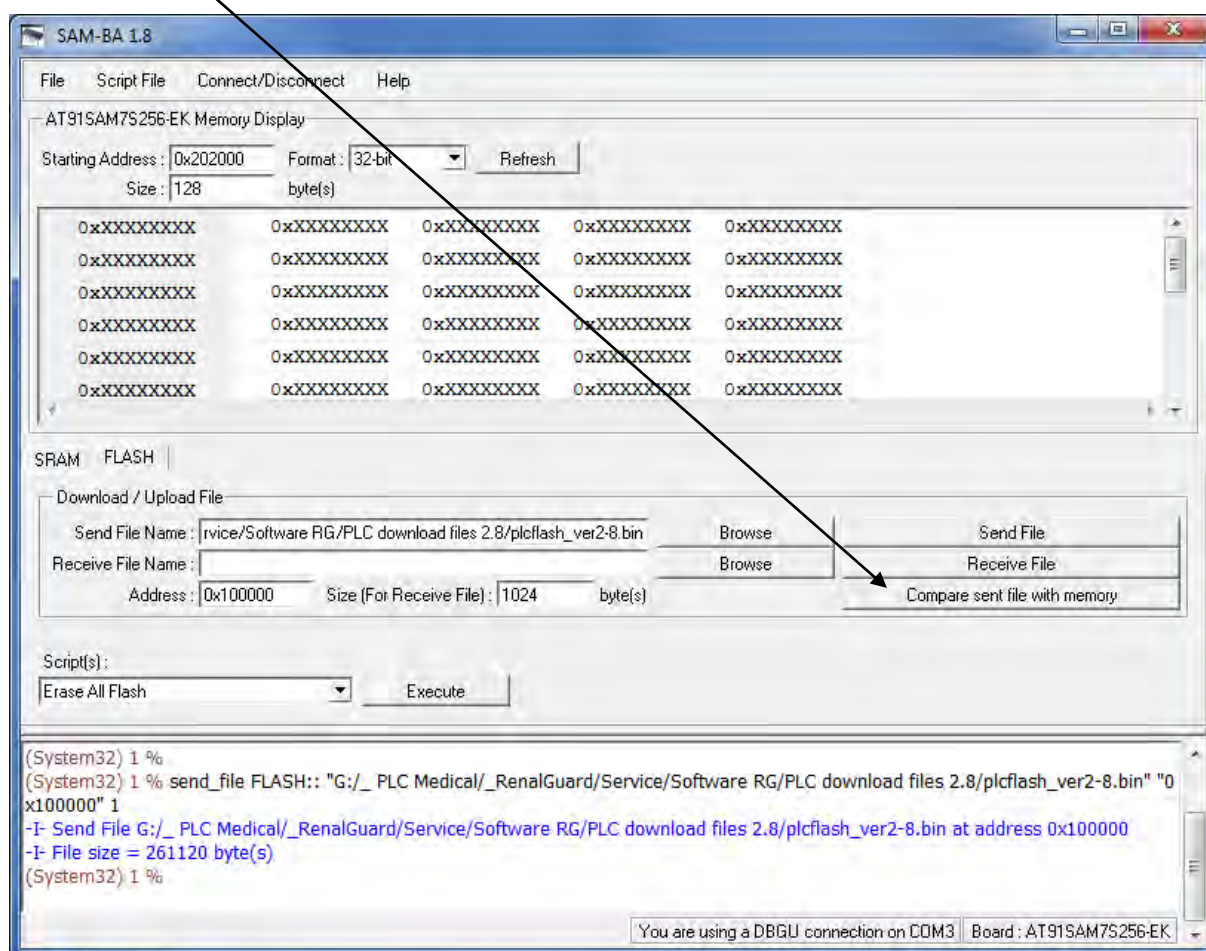 SAM-BA 1.8
File Script File Connect/Disconnect Help
AT91SAM7S256-EK Memory Display
Starting Address : 0x202000 Format : 32-bit Refresh
Size : 128 byte(s)
0xXXXXXXXX 0xXXXXXXXX 0xXXXXXXXX 0xXXXXXXXX 0xXXXXXXXX
0xXXXXXXXX 0xXXXXXXXX 0xXXXXXXXX 0xXXXXXXXX 0xXXXXXXXX
0xXXXXXXXX 0xXXXXXXXX 0xXXXXXXXX 0xXXXXXXXX 0xXXXXXXXX
0xXXXXXXXX 0xXXXXXXXX 0xXXXXXXXX 0xXXXXXXXX 0xXXXXXXXX
0xXXXXXXXX 0xXXXXXXXX 0xXXXXXXXX 0xXXXXXXXX 0xXXXXXXXX
0xXXXXXXXX 0xXXXXXXXX 0xXXXXXXXX 0xXXXXXXXX 0xXXXXXXXX
SRAM FLASH
Download / Upload File
Send File Name : rvice/Software RG/PLC download files 2.8/plcflash_ver2-8.bin Browse Send File
Receive File Name : Browse Receive File
Address : 0x100000 Size (For Receive File) : 1024 byte(s) Compare sent file with memory
Script(s) :
Erase All Flash Execute
(System32) 1 %
(System32) 1 % send_file FLASH:: "G:/_ PLC Medical/_RenalGuard/Service/Software RG/PLC download files 2.8/plcflash_ver2-8.bin" "0
x100000" 1
-I- Send File G:/_ PLC Medical/_RenalGuard/Service/Software RG/PLC download files 2.8/plcflash_ver2-8.bin at address 0x100000
-I- File size = 261120 byte(s)
(System32) 1 %
You are using a DBGU connection on COM3 Board : AT91SAM7S256-EK